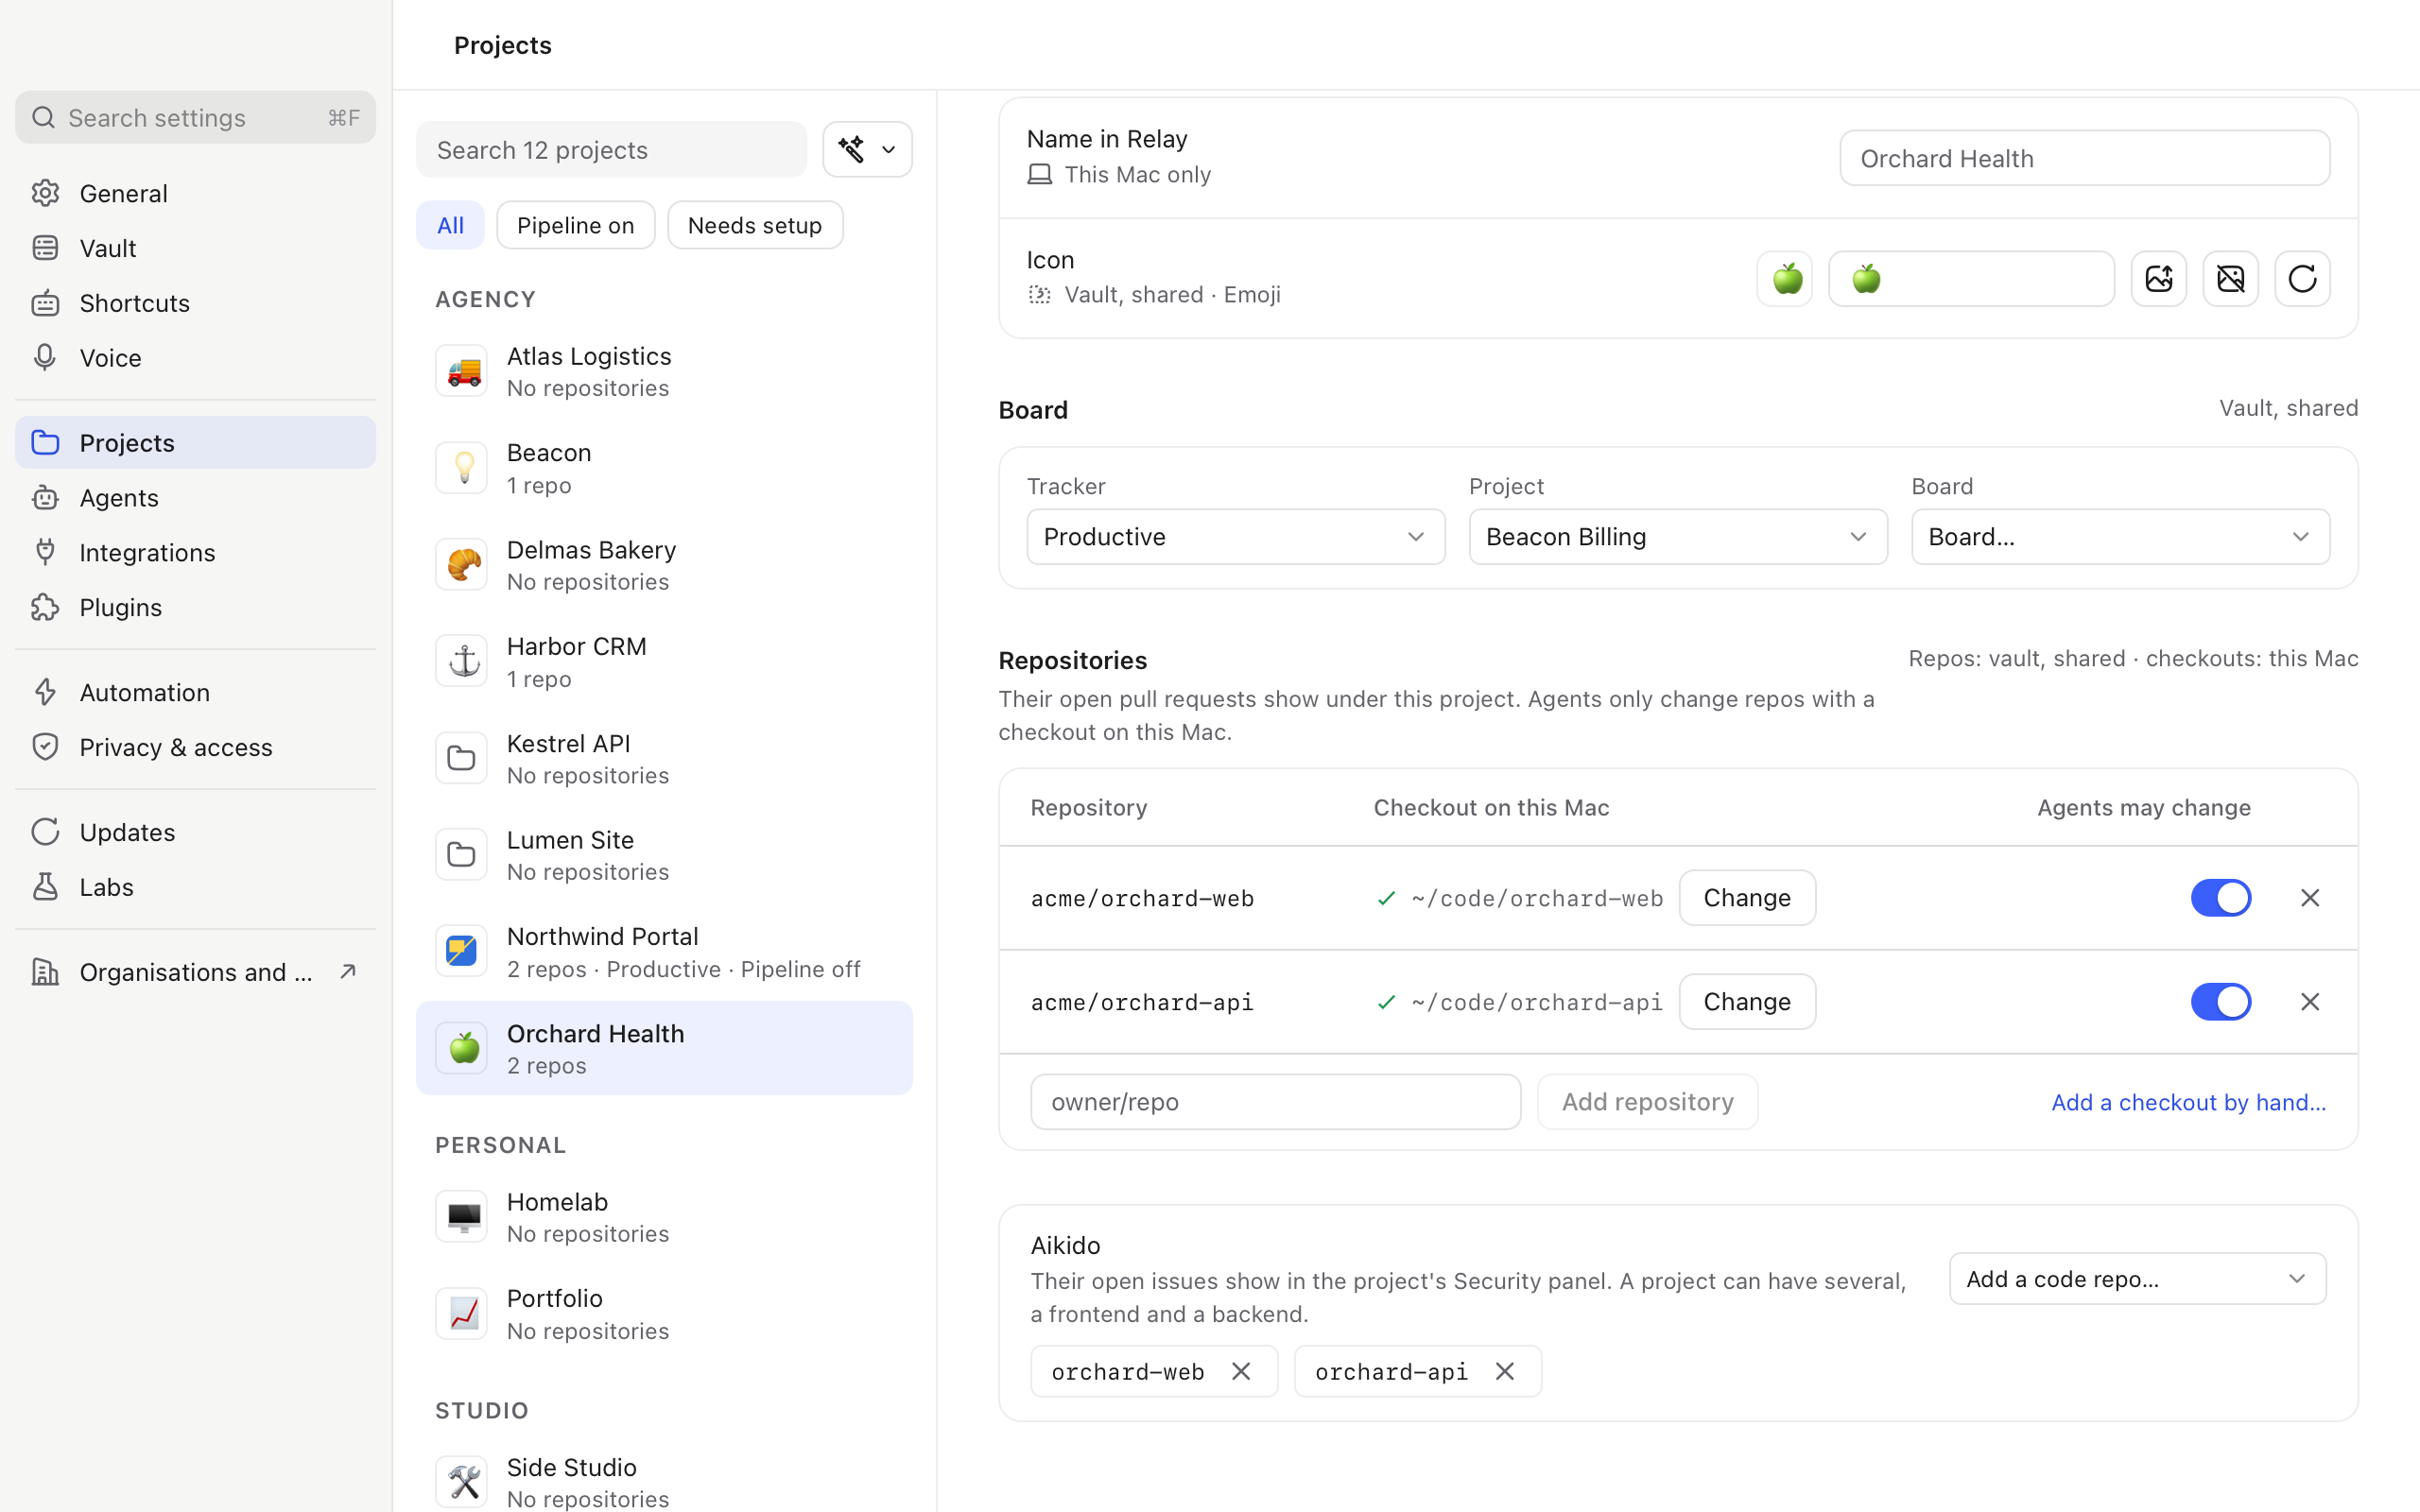 Projects
Search settings ⌘F
General
Vault
Shortcuts
Voice
Projects
Agents
Integrations
Plugins
Automation
Privacy & access
Updates
Labs
Organisations and ...
Search 12 projects
All
Pipeline on
Needs setup
AGENCY
Atlas Logistics
No repositories
Beacon
1 repo
Delmas Bakery
No repositories
Harbor CRM
1 repo
Kestrel API
No repositories
Lumen Site
No repositories
Northwind Portal
2 repos · Productive · Pipeline off
Orchard Health
2 repos
PERSONAL
Homelab
No repositories
Portfolio
No repositories
STUDIO
Side Studio
No repositories
Name in Relay
This Mac only
Orchard Health
Icon
Vault, shared · Emoji
Board
Vault, shared
Tracker
Project
Board
Productive
Beacon Billing
Board...
Repositories
Repos: vault, shared · checkouts: this Mac
Their open pull requests show under this project. Agents only change repos with a
checkout on this Mac.
Repository
Checkout on this Mac
Agents may change
acme/orchard-web
~/code/orchard-web
Change
acme/orchard-api
~/code/orchard-api
Change
owner/repo
Add repository
Add a checkout by hand...
Aikido
Their open issues show in the project's Security panel. A project can have several,
a frontend and a backend.
Add a code repo...
orchard-web
orchard-api